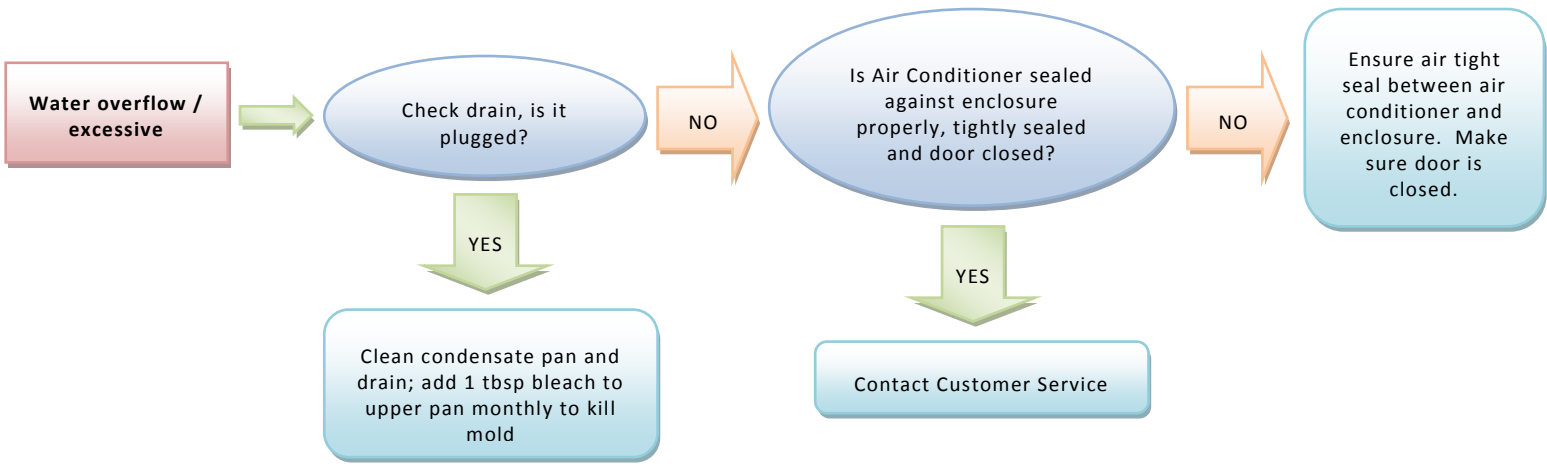 Water overflow /
excessive
Check drain, is it
plugged?
NO
Is Air Conditioner sealed
against enclosure
properly, tightly sealed
and door closed?
NO
Ensure air tight
seal between air
conditioner and
enclosure.  Make
sure door is
closed.
YES
YES
Clean condensate pan and
drain; add 1 tbsp bleach to
upper pan monthly to kill
mold
Contact Customer Service